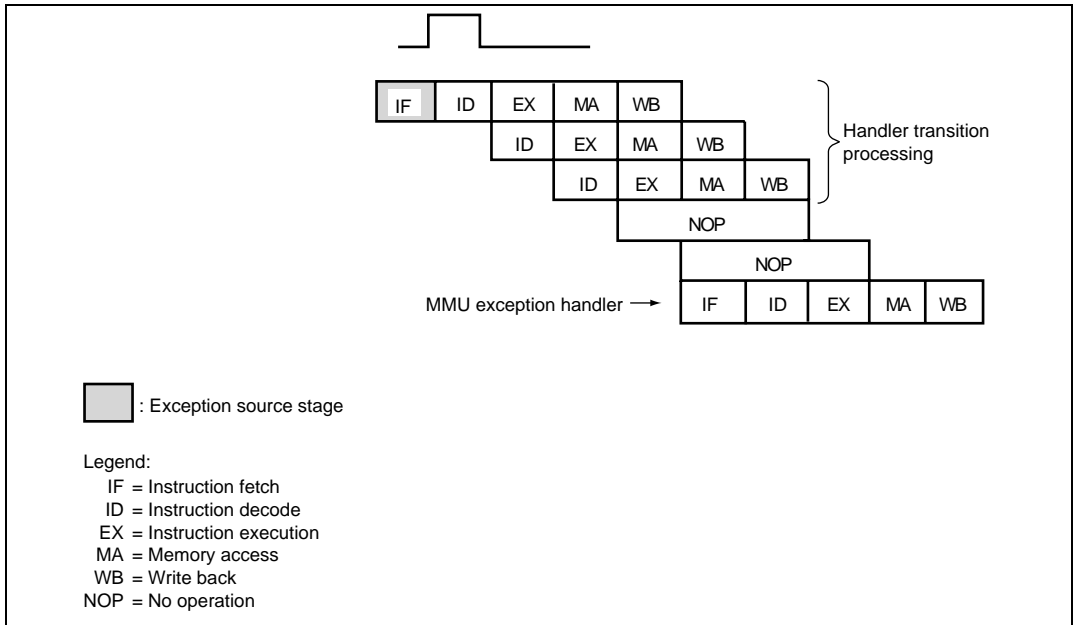 IF ID EX MA WB
ID EX MA WB
Handler transition
processing
ID EX MA WB
NOP
NOP
MMU exception handler → IF ID EX MA WB
: Exception source stage
Legend:
IF = Instruction fetch
ID = Instruction decode
EX = Instruction execution
MA = Memory access
WB = Write back
NOP = No operation